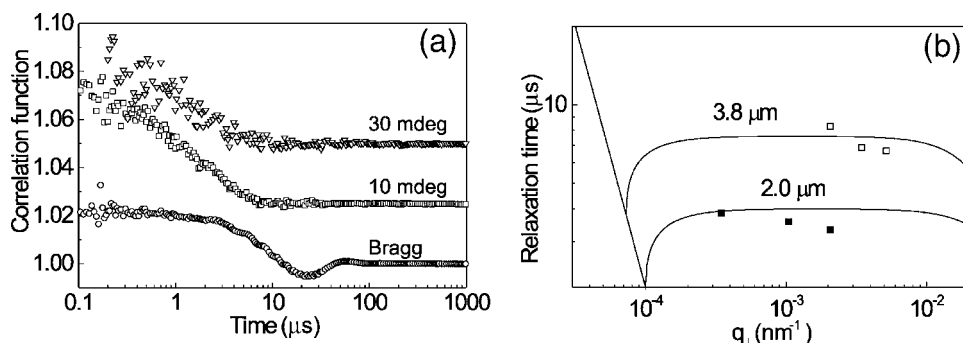 (a)
Correlation function
1.10
1.08
1.06
1.04
1.02
1.00
30 mdeg
10 mdeg
Bragg
0.1
1
10
100
1000
Time (μs)
(b)
Relaxation time (μs)
10
3.8 μm
2.0 μm
10⁻⁴
10⁻³
10⁻²
q⊥ (nm⁻¹)